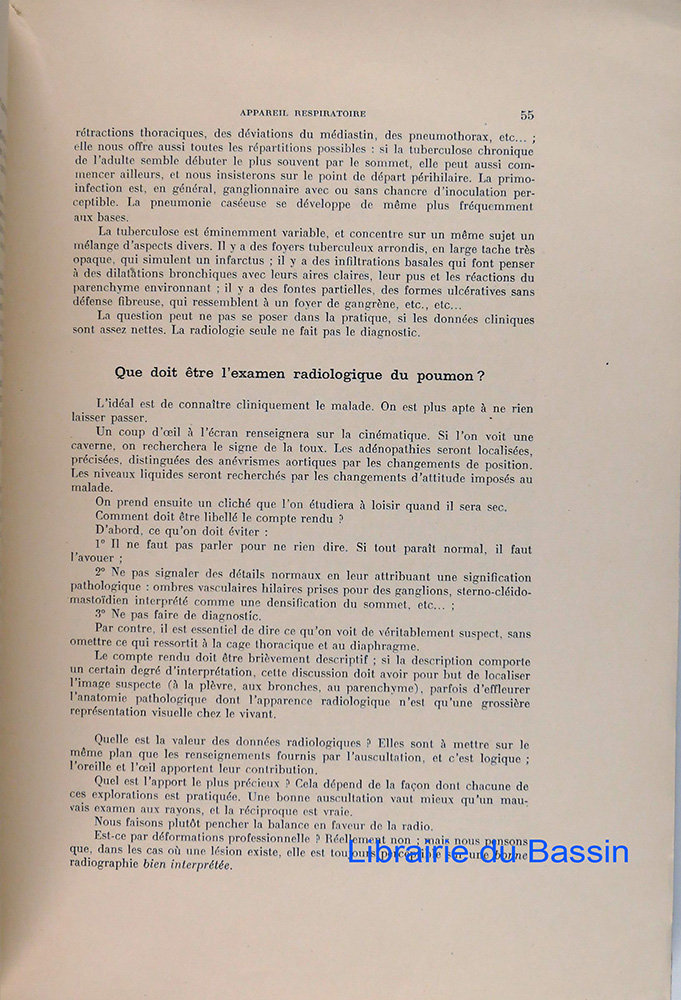 APPAREIL RESPIRATOIRE 55
rétractions thoraciques, des déviations du médiastin, des pneumothorax, etc... ;
elle nous offre aussi toutes les répartitions possibles : si la tuberculose chronique
de l'adulte semble débuter le plus souvent par le sommet, elle peut aussi com-
mencer ailleurs, et nous insisterons sur le point de départ périhilaire. La primo-
infection est, en général, ganglionnaire avec ou sans chancre d'inoculation per-
ceptible. La pneumonie caséeuse se développe de même plus fréquemment
aux bases.
La tuberculose est éminemment variable, et concentre sur un même sujet un
mélange d'aspects divers. Il y a des foyers tuberculeux arrondis, en large tache très
opaque, qui simulent un infarctus ; il y a des infiltrations basales qui font penser
à des dilatations bronchiques avec leurs aires claires, leur pus et les réactions du
parenchyme environnant ; il y a des fontes partielles, des formes ulcératives sans
défense fibreuse, qui ressemblent à un foyer de gangrène, etc., etc...
La question peut ne pas se poser dans la pratique, si les données cliniques
sont assez nettes. La radiologie seule ne fait pas le diagnostic.
Que doit être l'examen radiologique du poumon ?
L'idéal est de connaître cliniquement le malade. On est plus apte à ne rien
laisser passer.
Un coup d'œil à l'écran renseignera sur la cinématique. Si l'on voit une
caverne, on recherchera le signe de la toux. Les adénopathies seront localisées,
précisées, distinguées des anévrismes aortiques par les changements de position.
Les niveaux liquides seront recherchés par les changements d'attitude imposés au
malade.
On prend ensuite un cliché que l'on étudiera à loisir quand il sera sec.
Comment doit être libellé le compte rendu ?
D'abord, ce qu'on doit éviter :
1° Il ne faut pas parler pour ne rien dire. Si tout paraît normal, il faut
l'avouer ;
2° Ne pas signaler des détails normaux en leur attribuant une signification
pathologique : ombres vasculaires hilaires prises pour des ganglions, sterno-cléido-
mastoïdien interprété comme une densification du sommet, etc... ;
3° Ne pas faire de diagnostic.
Par contre, il est essentiel de dire ce qu'on voit de véritablement suspect, sans
omettre ce qui ressortit à la cage thoracique et au diaphragme.
Le compte rendu doit être brièvement descriptif ; si la description comporte
un certain degré d'interprétation, cette discussion doit avoir pour but de localiser
l'image suspecte (à la plèvre, aux bronches, au parenchyme), parfois d'effleurer
l'anatomie pathologique dont l'apparence radiologique n'est qu'une grossière
représentation visuelle chez le vivant.
Quelle est la valeur des données radiologiques ? Elles sont à mettre sur le
même plan que les renseignements fournis par l'auscultation, et c'est logique ;
l'oreille et l'œil apportent leur contribution.
Quel est l'apport le plus précieux ? Cela dépend de la façon dont chacune de
ces explorations est pratiquée. Une bonne auscultation vaut mieux qu'un mau-
vais examen aux rayons, et la réciproque est vraie.
Nous faisons plutôt pencher la balance en faveur de la radio.
Est-ce par déformations professionnelle ? Réellement non ; mais nous pensons
que, dans les cas où une lésion existe, elle est toujours perceptible sur une bonne
radiographie bien interprétée.
Librairie du Bassin